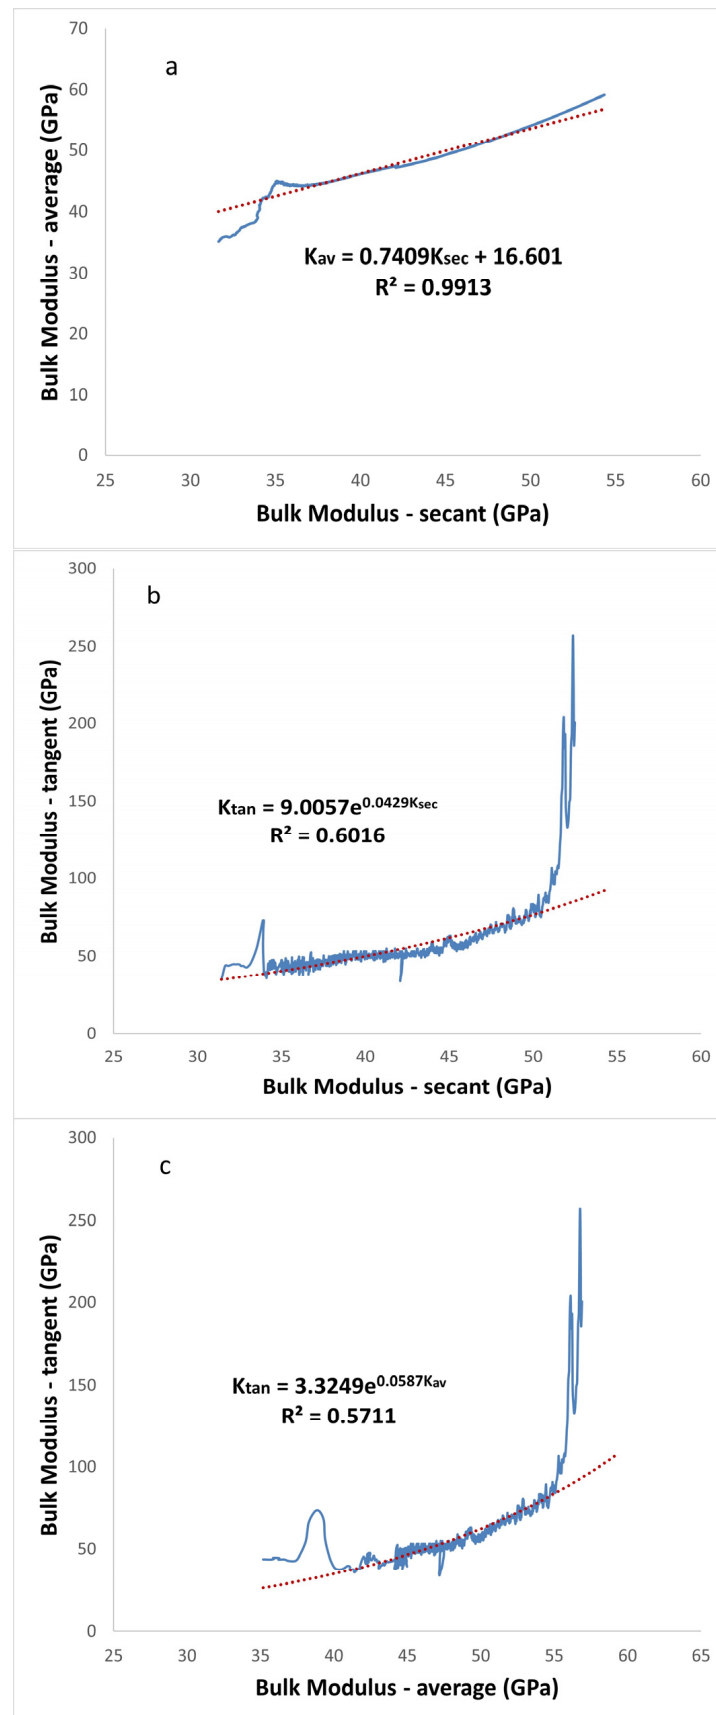 70
a
60
50
40
30
20
10
0
Bulk Modulus - average (GPa)
Kav = 0.7409Ksec + 16.601
R² = 0.9913
25 30 35 40 45 50 55 60
Bulk Modulus - secant (GPa)
300
b
250
200
150
100
50
0
Bulk Modulus - tangent (GPa)
Ktan = 9.0057e0.0429Ksec
R² = 0.6016
25 30 35 40 45 50 55 60
Bulk Modulus - secant (GPa)
300
c
250
200
150
100
50
0
Bulk Modulus - tangent (GPa)
Ktan = 3.3249e0.0587Kav
R² = 0.5711
25 30 35 40 45 50 55 60 65
Bulk Modulus - average (GPa)